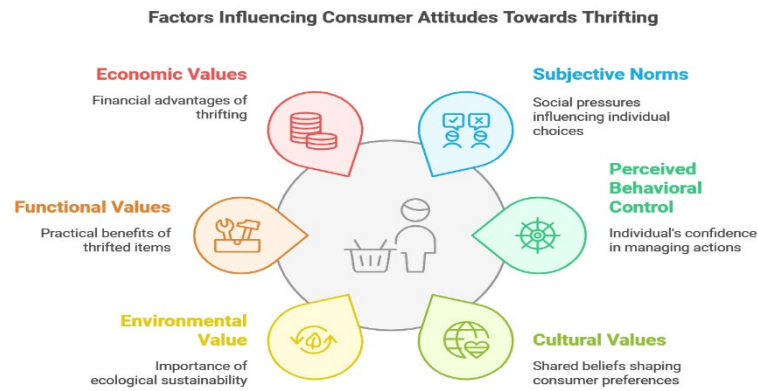 Factors Influencing Consumer Attitudes Towards Thrifting
Economic Values
Financial advantages of
thrifting
Subjective Norms
Social pressures
influencing individual
choices
Functional Values
Practical benefits of
thrifted items
Perceived
Behavioral
Control
Individual's confidence
in managing actions
Environmental
Value
Importance of
ecological sustainability
Cultural Values
Shared beliefs shaping
consumer preferences